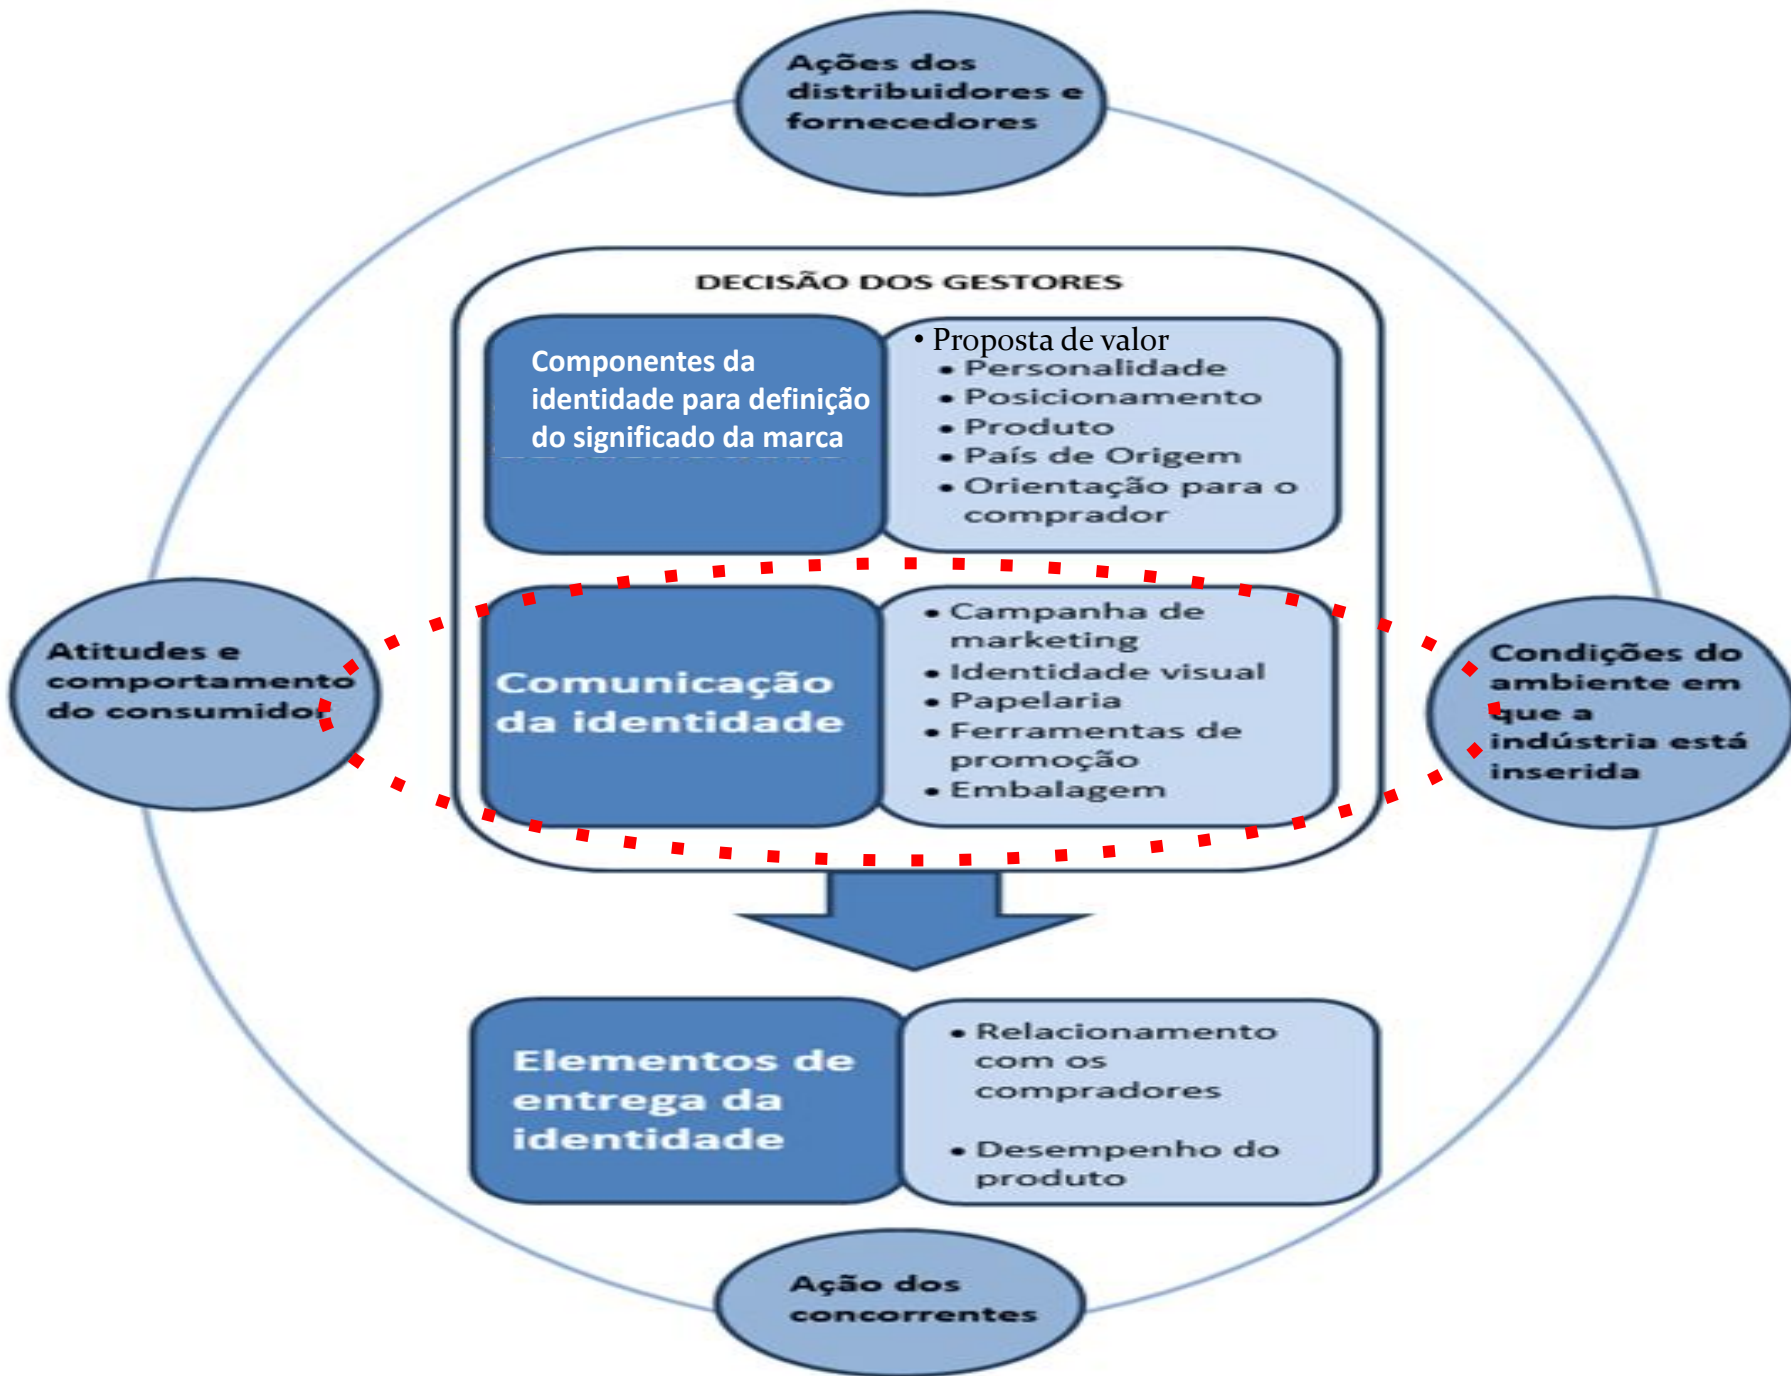 Ações dos
distribuidores e
fornecedores
DECISÃO DOS GESTORES
Componentes da
identidade para definição
do significado da marca
• Proposta de valor
• Personalidade
• Posicionamento
• Produto
• País de Origem
• Orientação para o
comprador
Atitudes e
comportamento
do consumidor
Comunicação
da identidade
• Campanha de
marketing
• Identidade visual
• Papelaria
• Ferramentas de
promoção
• Embalagem
Condições do
ambiente em
que a
indústria está
inserida
Elementos de
entrega da
identidade
• Relacionamento
com os
compradores
• Desempenho do
produto
Ação dos
concorrentes